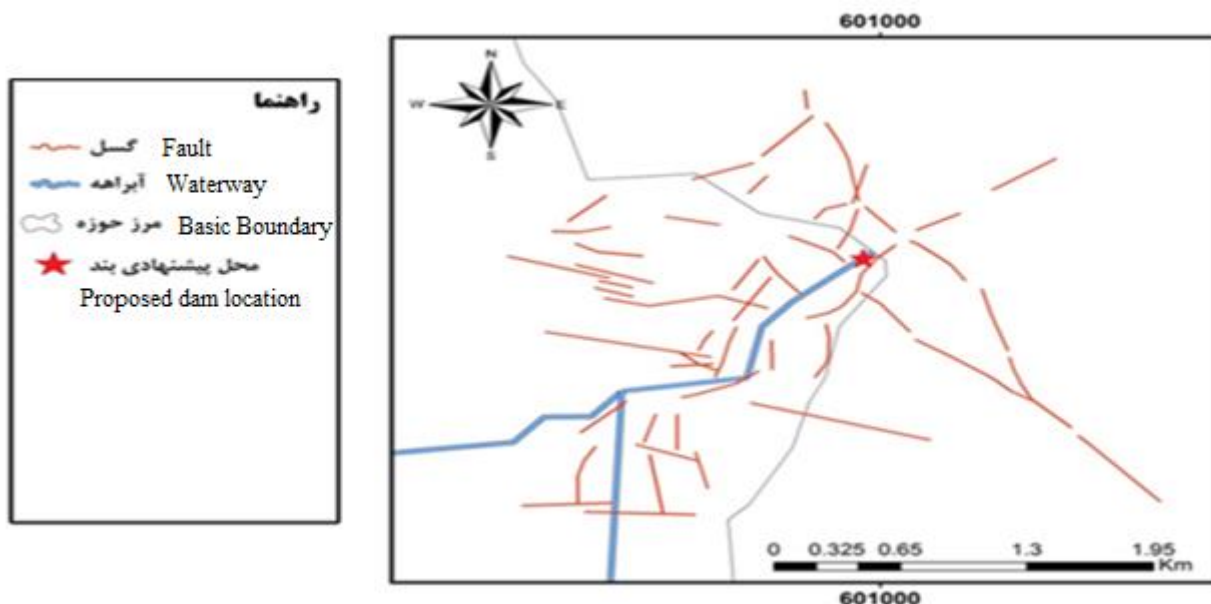 راهنما
گسل Fault
آبراهه Waterway
مرز حوزه Basic Boundary
محل پیشنهادی بند
Proposed dam location
601000
N
W E
S
0 0.325 0.65 1.3 1.95
Km
601000